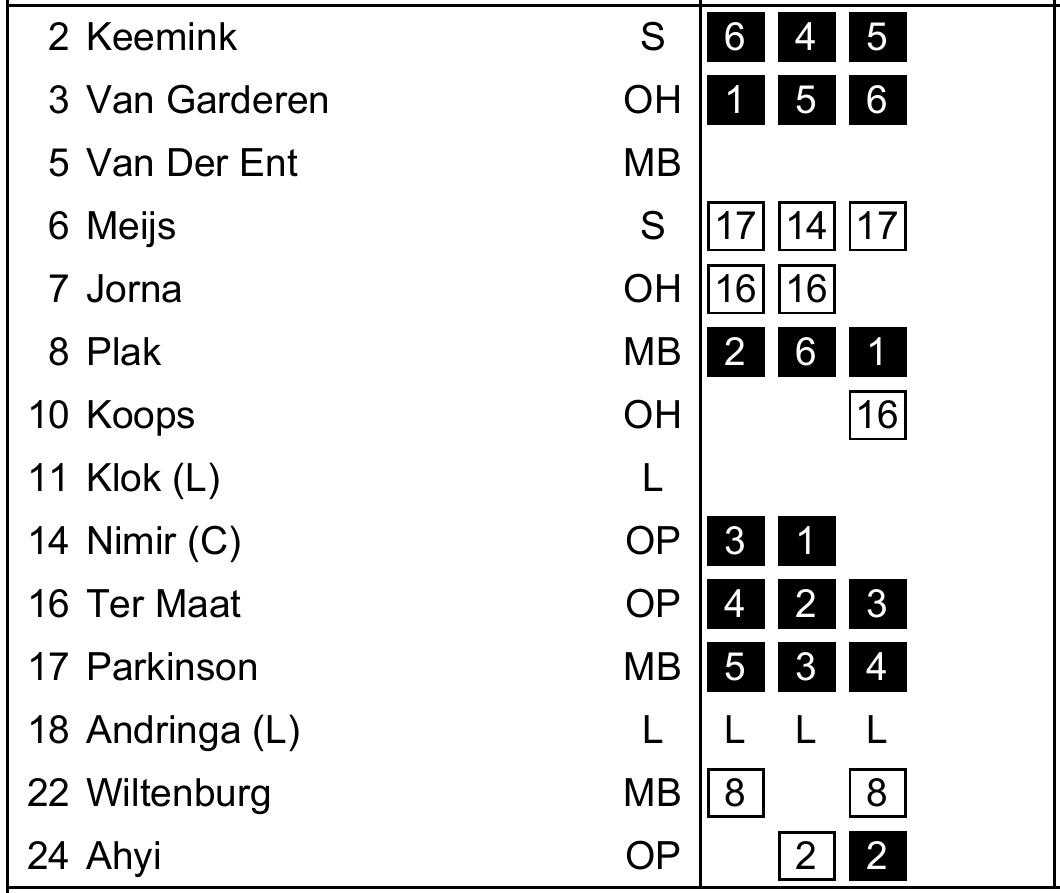 2 Keemink S 6 4 5
3 Van Garderen OH 1 5 6
5 Van Der Ent MB
6 Meijs S 17 14 17
7 Jorna OH 16 16
8 Plak MB 2 6 1
10 Koops OH 16
11 Klok (L) L
14 Nimir (C) OP 3 1
16 Ter Maat OP 4 2 3
17 Parkinson MB 5 3 4
18 Andringa (L) L L L L
22 Wiltenburg MB 8 8
24 Ahyi OP 2 2